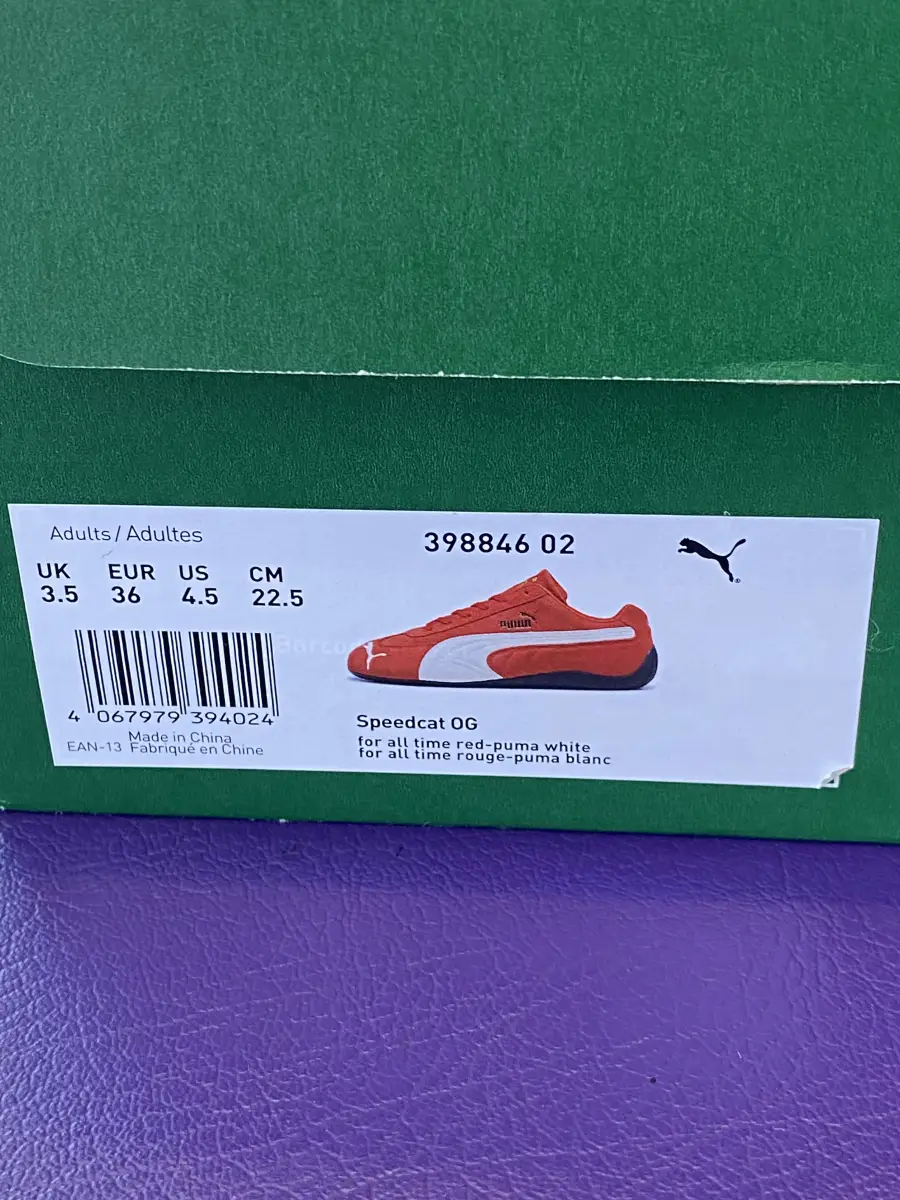 Adults / Adultes
398846 02
UK EUR US CM
3.5 36 4.5 22.5
PUMA
4 067979 394024
Made in China
EAN-13 Fabriqué en Chine
Speedcat OG
for all time red-puma white
for all time rouge-puma blanc